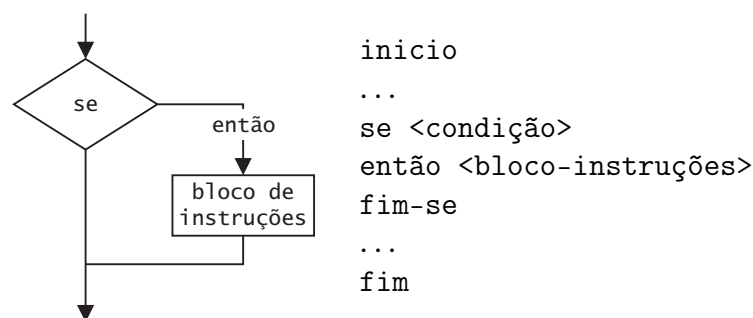 se
então
bloco de
instruções
inicio
...
se <condição>
então <bloco-instruções>
fim-se
...
fim